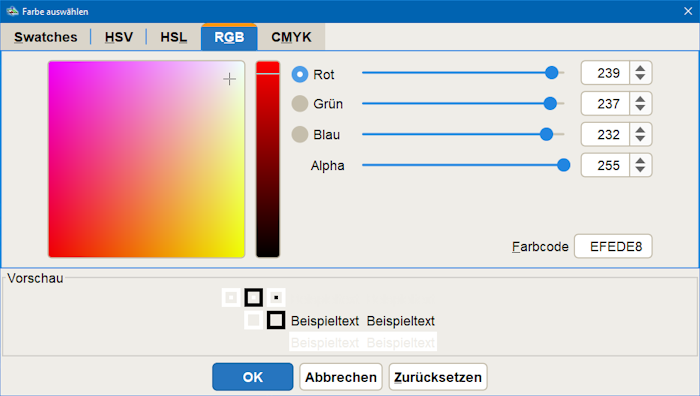 Farbe auswählen
Swatches HSV HSL RGB CMYK
Rot 239
Grün 237
Blau 232
Alpha 255
Farbcode EFEDE8
Vorschau
Beispieltext Beispieltext
Beispieltext Beispieltext
OK Abbrechen Zurücksetzen